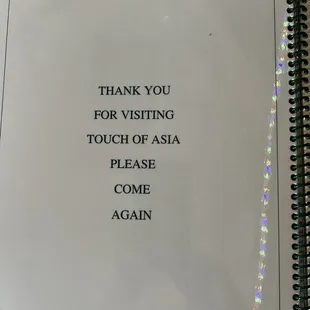 THANK YOU
FOR VISITING
TOUCH OF ASIA
PLEASE
COME
AGAIN